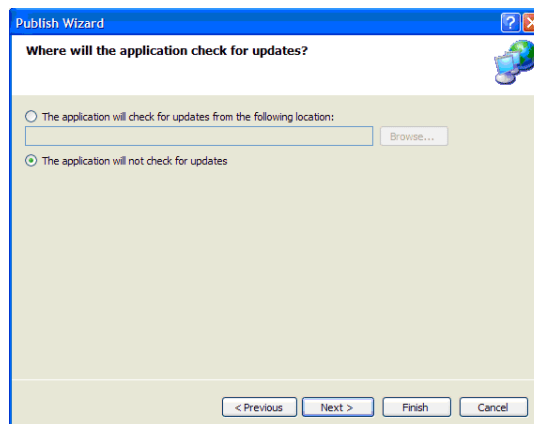 Publish Wizard
Where will the application check for updates?
The application will check for updates from the following location:
Browse...
The application will not check for updates
< Previous Next > Finish Cancel